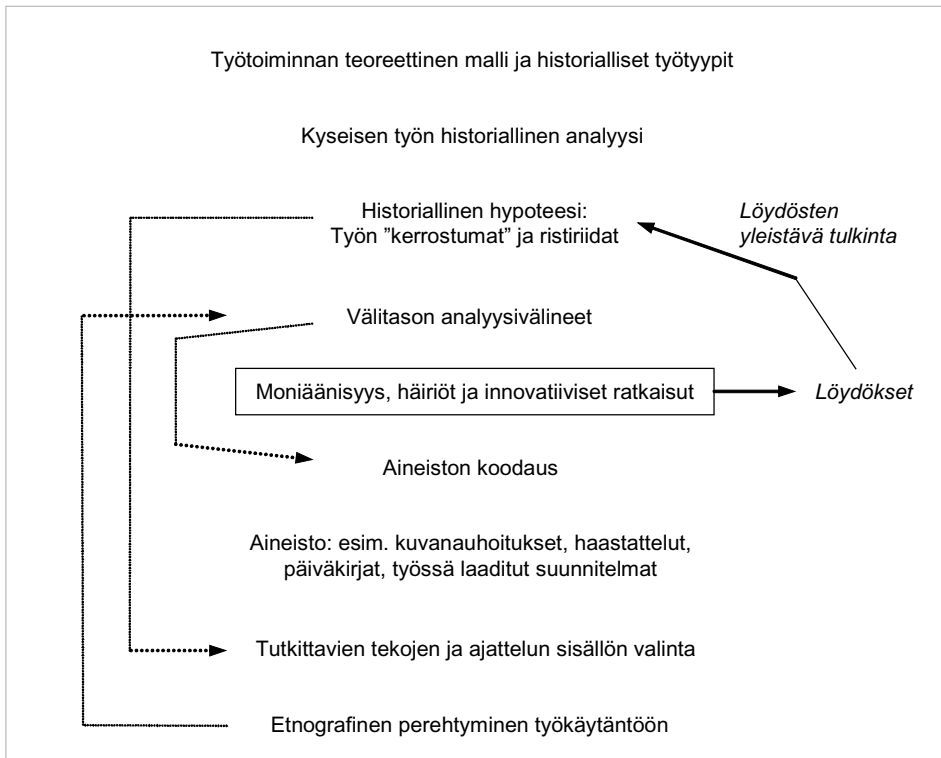 Työtoiminnan teoreettinen malli ja historialliset työtyypit
Kyseisen työn historiallinen analyysi
Historiallinen hypoteesi:
Työn ”kerrostumat” ja ristiriidat
Löydösten
yleistävä tulkinta
Välitason analyysivälineet
Moniäänisyys, häiriöt ja innovatiiviset ratkaisut
Löydökset
Aineiston koodaus
Aineisto: esim. kuvanauhoitukset, haastattelut,
päiväkirjat, työssä laaditut suunnitelmat
Tutkittavien tekojen ja ajattelun sisällön valinta
Etnografinen perehtyminen työkäytäntöön